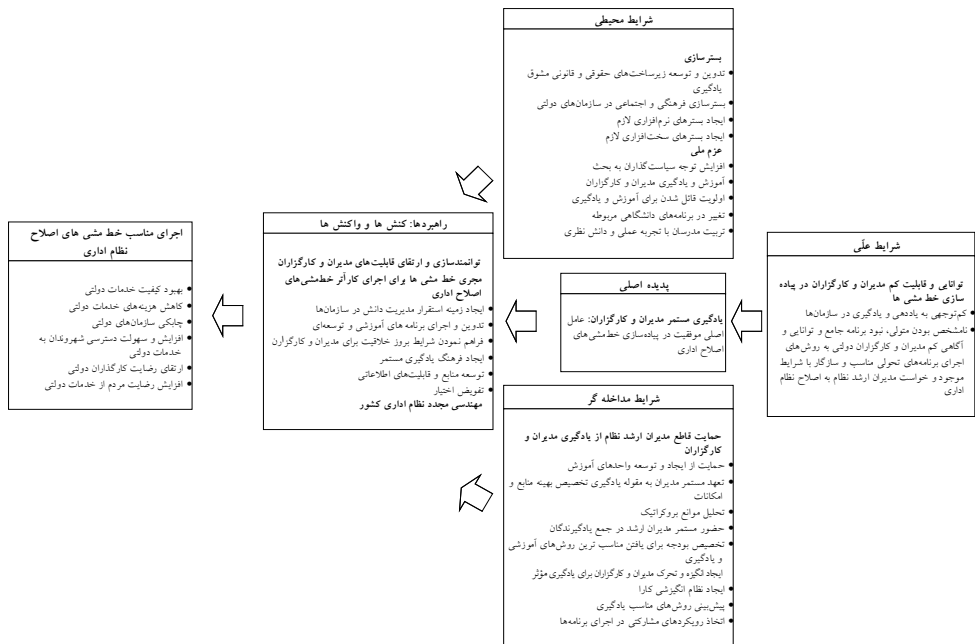 شرایط محیطی
بسترسازی
• تدوین و توسعه زیرساخت‌های حقوقی و قانونی مشوق
یادگیری
• بسترسازی فرهنگی و اجتماعی در سازمان‌های دولتی
• ایجاد بسترهای نرم‌افزاری لازم
• ایجاد بسترهای سخت‌افزاری لازم
عزم ملی
• افزایش توجه سیاست‌گذاران به بحث
• آموزش و یادگیری مدیران و کارگزاران
• اولویت قائل شدن برای آموزش و یادگیری
• تغییر در برنامه‌های دانشگاهی مربوطه
• تربیت مدرسان با تجربه عملی و دانش نظری
شرایط علّی
توانایی و قابلیت کم مدیران و کارگزاران در پیاده
سازی خط مشی ها
• کم‌توجهی به یاددهی و یادگیری در سازمان‌ها
• نامشخص بودن متولی، نبود برنامه جامع و توانایی و
آگاهی کم مدیران و کارگزاران دولتی به روش‌های
اجرای برنامه‌های تحولی مناسب و سازگار با شرایط
موجود و خواست مدیران ارشد نظام به اصلاح نظام
اداری
پدیده اصلی
یادگیری مستمر مدیران و کارگزاران: عامل
اصلی موفقیت در پیاده‌سازی خط‌مشی‌های
اصلاح اداری
راهبردها: کنش ها و واکنش ها
توانمندسازی و ارتقای قابلیت‌های مدیران و کارگزاران
مجری خط مشی ها برای اجرای کارآتر خط‌مشی‌های
اصلاح اداری
• ایجاد زمینه استقرار مدیریت دانش در سازمان‌ها
• تدوین و اجرای برنامه های آموزشی و توسعه‌ای
• فراهم نمودن شرایط بروز خلاقیت برای مدیران و کارگزاران
• ایجاد فرهنگ یادگیری مستمر
• توسعه منابع و قابلیت‌های اطلاعاتی
• تفویض اختیار
مهندسی مجدد نظام اداری کشور
اجرای مناسب خط مشی های اصلاح
نظام اداری
• بهبود کیفیت خدمات دولتی
• کاهش هزینه‌های خدمات دولتی
• چابکی سازمان‌های دولتی
• افزایش و سهولت دسترسی شهروندان به
خدمات دولتی
• ارتقای رضایت کارگذاران دولتی
• افزایش رضایت مردم از خدمات دولتی
شرایط مداخله گر
حمایت قاطع مدیران ارشد نظام از یادگیری مدیران و
کارگزاران
• حمایت از ایجاد و توسعه واحدهای آموزش
• تعهد مستمر مدیران به مقوله یادگیری تخصیص بهینه منابع و
امکانات
• تحلیل موانع بروکراتیک
• حضور مستمر مدیران ارشد در جمع یادگیرندگان
• تخصیص بودجه برای یافتن مناسب ترین روش‌های آموزشی
و یادگیری
ایجاد انگیزه و تحرک مدیران و کارگزاران برای یادگیری مؤثر
• ایجاد نظام انگیزشی کارا
• پیش‌بینی روش‌های مناسب یادگیری
• اتخاذ رویکردهای مشارکتی در اجرای برنامه‌ها